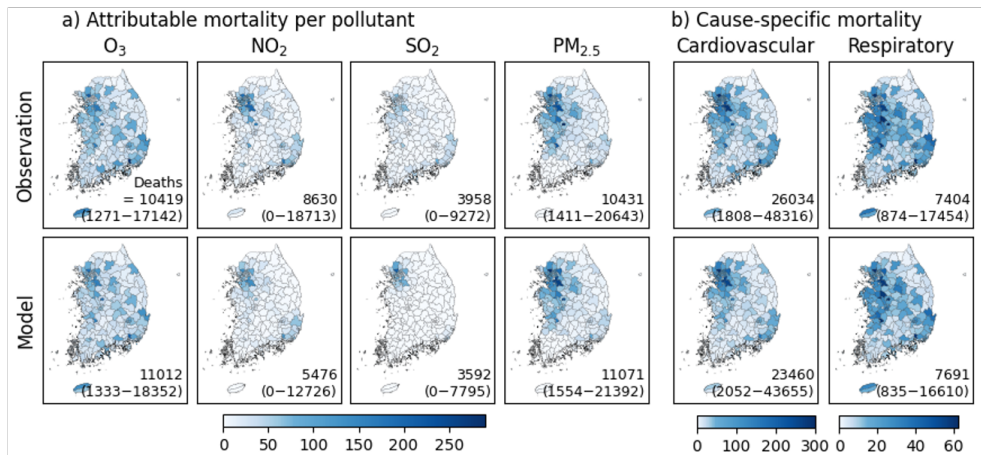 a) Attributable mortality per pollutant
b) Cause-specific mortality
O₃ NO₂ SO₂ PM₂.₅ Cardiovascular Respiratory
Observation
Deaths
= 10419
(1271−17142)
8630
(0−18713)
3958
(0−9272)
10431
(1411−20643)
26034
(1808−48316)
7404
(874−17454)
Model
11012
(1333−18352)
5476
(0−12726)
3592
(0−7795)
11071
(1554−21392)
23460
(2052−43655)
7691
(835−16610)
0 50 100 150 200 250
0 100 200 300
0 20 40 60